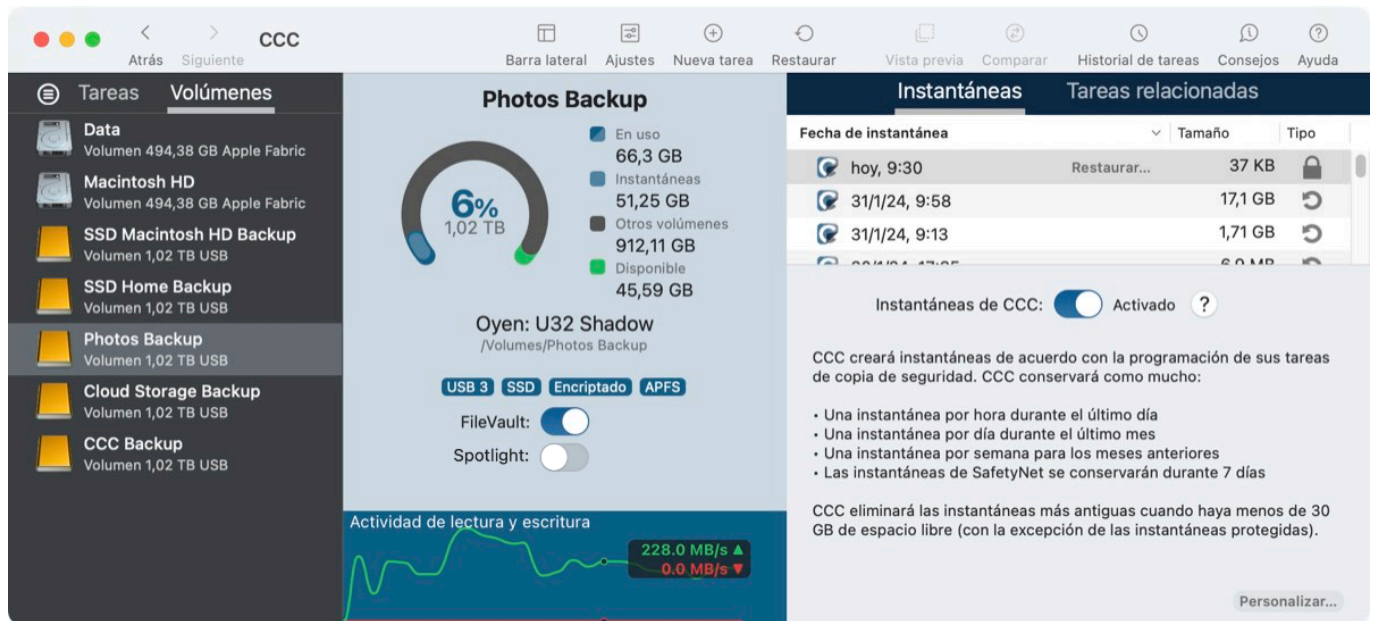 CCC
Atrás
Siguiente
Barra lateral
Ajustes
Nueva tarea
Restaurar
Vista previa
Comparar
Historial de tareas
Consejos
Ayuda
Tareas
Volúmenes
Data
Volumen 494,38 GB Apple Fabric
Macintosh HD
Volumen 494,38 GB Apple Fabric
SSD Macintosh HD Backup
Volumen 1,02 TB USB
SSD Home Backup
Volumen 1,02 TB USB
Photos Backup
Volumen 1,02 TB USB
Cloud Storage Backup
Volumen 1,02 TB USB
CCC Backup
Volumen 1,02 TB USB
Photos Backup
6%
1,02 TB
En uso
66,3 GB
Instantáneas
51,25 GB
Otros volúmenes
912,11 GB
Disponible
45,59 GB
Oyen: U32 Shadow
/Volumes/Photos Backup
USB 3 SSD Encriptado APFS
FileVault:
Spotlight:
Actividad de lectura y escritura
228.0 MB/s ▲
0.0 MB/s ▼
Instantáneas
Tareas relacionadas
Fecha de instantánea Tamaño Tipo
hoy, 9:30 Restaurar... 37 KB
31/1/24, 9:58 17,1 GB
31/1/24, 9:13 1,71 GB
Instantáneas de CCC: Activado ?
CCC creará instantáneas de acuerdo con la programación de sus tareas
de copia de seguridad. CCC conservará como mucho:
• Una instantánea por hora durante el último día
• Una instantánea por día durante el último mes
• Una instantánea por semana para los meses anteriores
• Las instantáneas de SafetyNet se conservarán durante 7 días
CCC eliminará las instantáneas más antiguas cuando haya menos de 30
GB de espacio libre (con la excepción de las instantáneas protegidas).
Personalizar...